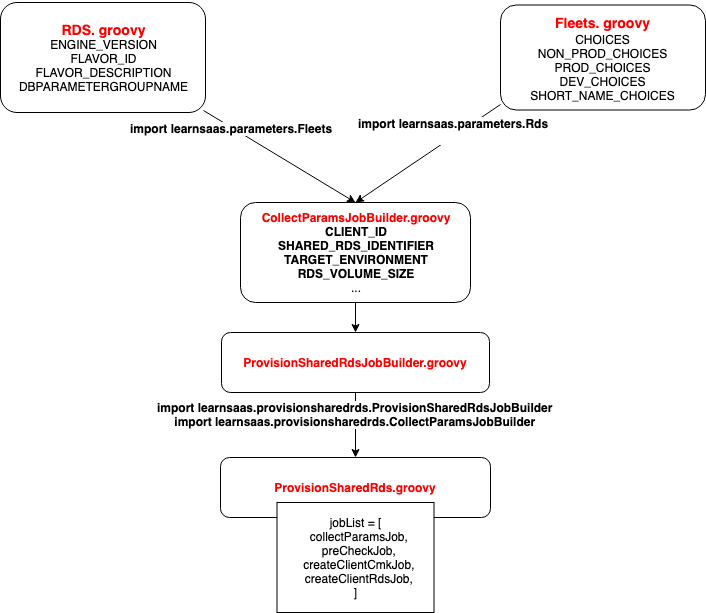 RDS. groovy
ENGINE_VERSION
FLAVOR_ID
FLAVOR_DESCRIPTION
DBPARAMETERGROUPNAME
Fleets. groovy
CHOICES
NON_PROD_CHOICES
PROD_CHOICES
DEV_CHOICES
SHORT_NAME_CHOICES
import learnsaas.parameters.Fleets
import learnsaas.parameters.Rds
CollectParamsJobBuilder.groovy
CLIENT_ID
SHARED_RDS_IDENTIFIER
TARGET_ENVIRONMENT
RDS_VOLUME_SIZE
...
ProvisionSharedRdsJobBuilder.groovy
import learnsaas.provisionsharedrds.ProvisionSharedRdsJobBuilder
import learnsaas.provisionsharedrds.CollectParamsJobBuilder
ProvisionSharedRds.groovy
jobList = [
collectParamsJob,
preCheckJob,
createClientCmkJob,
createClientRdsJob,
]